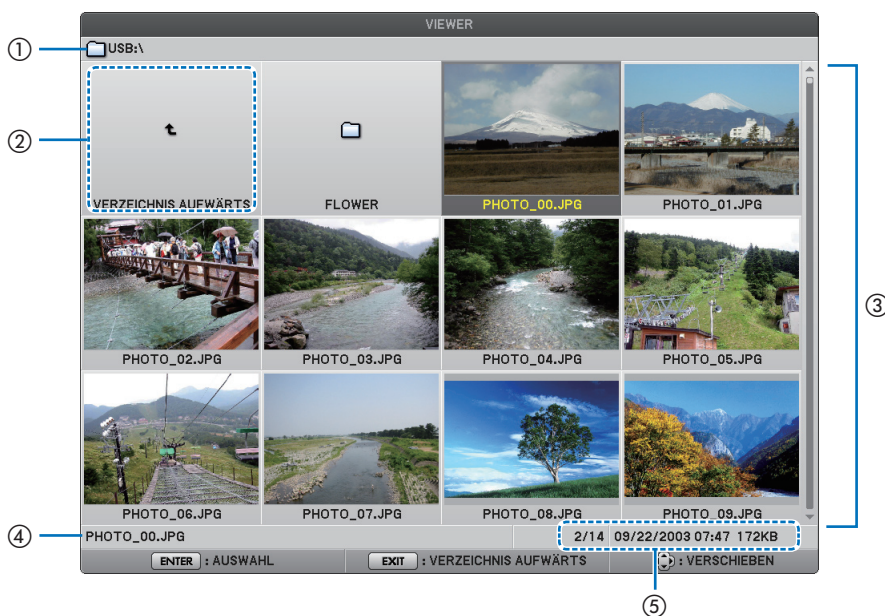 VIEWER
① USB:\
②
③
VERZEICHNIS AUFWÄRTS FLOWER PHOTO_00.JPG PHOTO_01.JPG
PHOTO_02.JPG PHOTO_03.JPG PHOTO_04.JPG PHOTO_05.JPG
PHOTO_06.JPG PHOTO_07.JPG PHOTO_08.JPG PHOTO_09.JPG
④ PHOTO_00.JPG 2/14 09/22/2003 07:47 172KB
ENTER : AUSWAHL EXIT : VERZEICHNIS AUFWÄRTS : VERSCHIEBEN
⑤